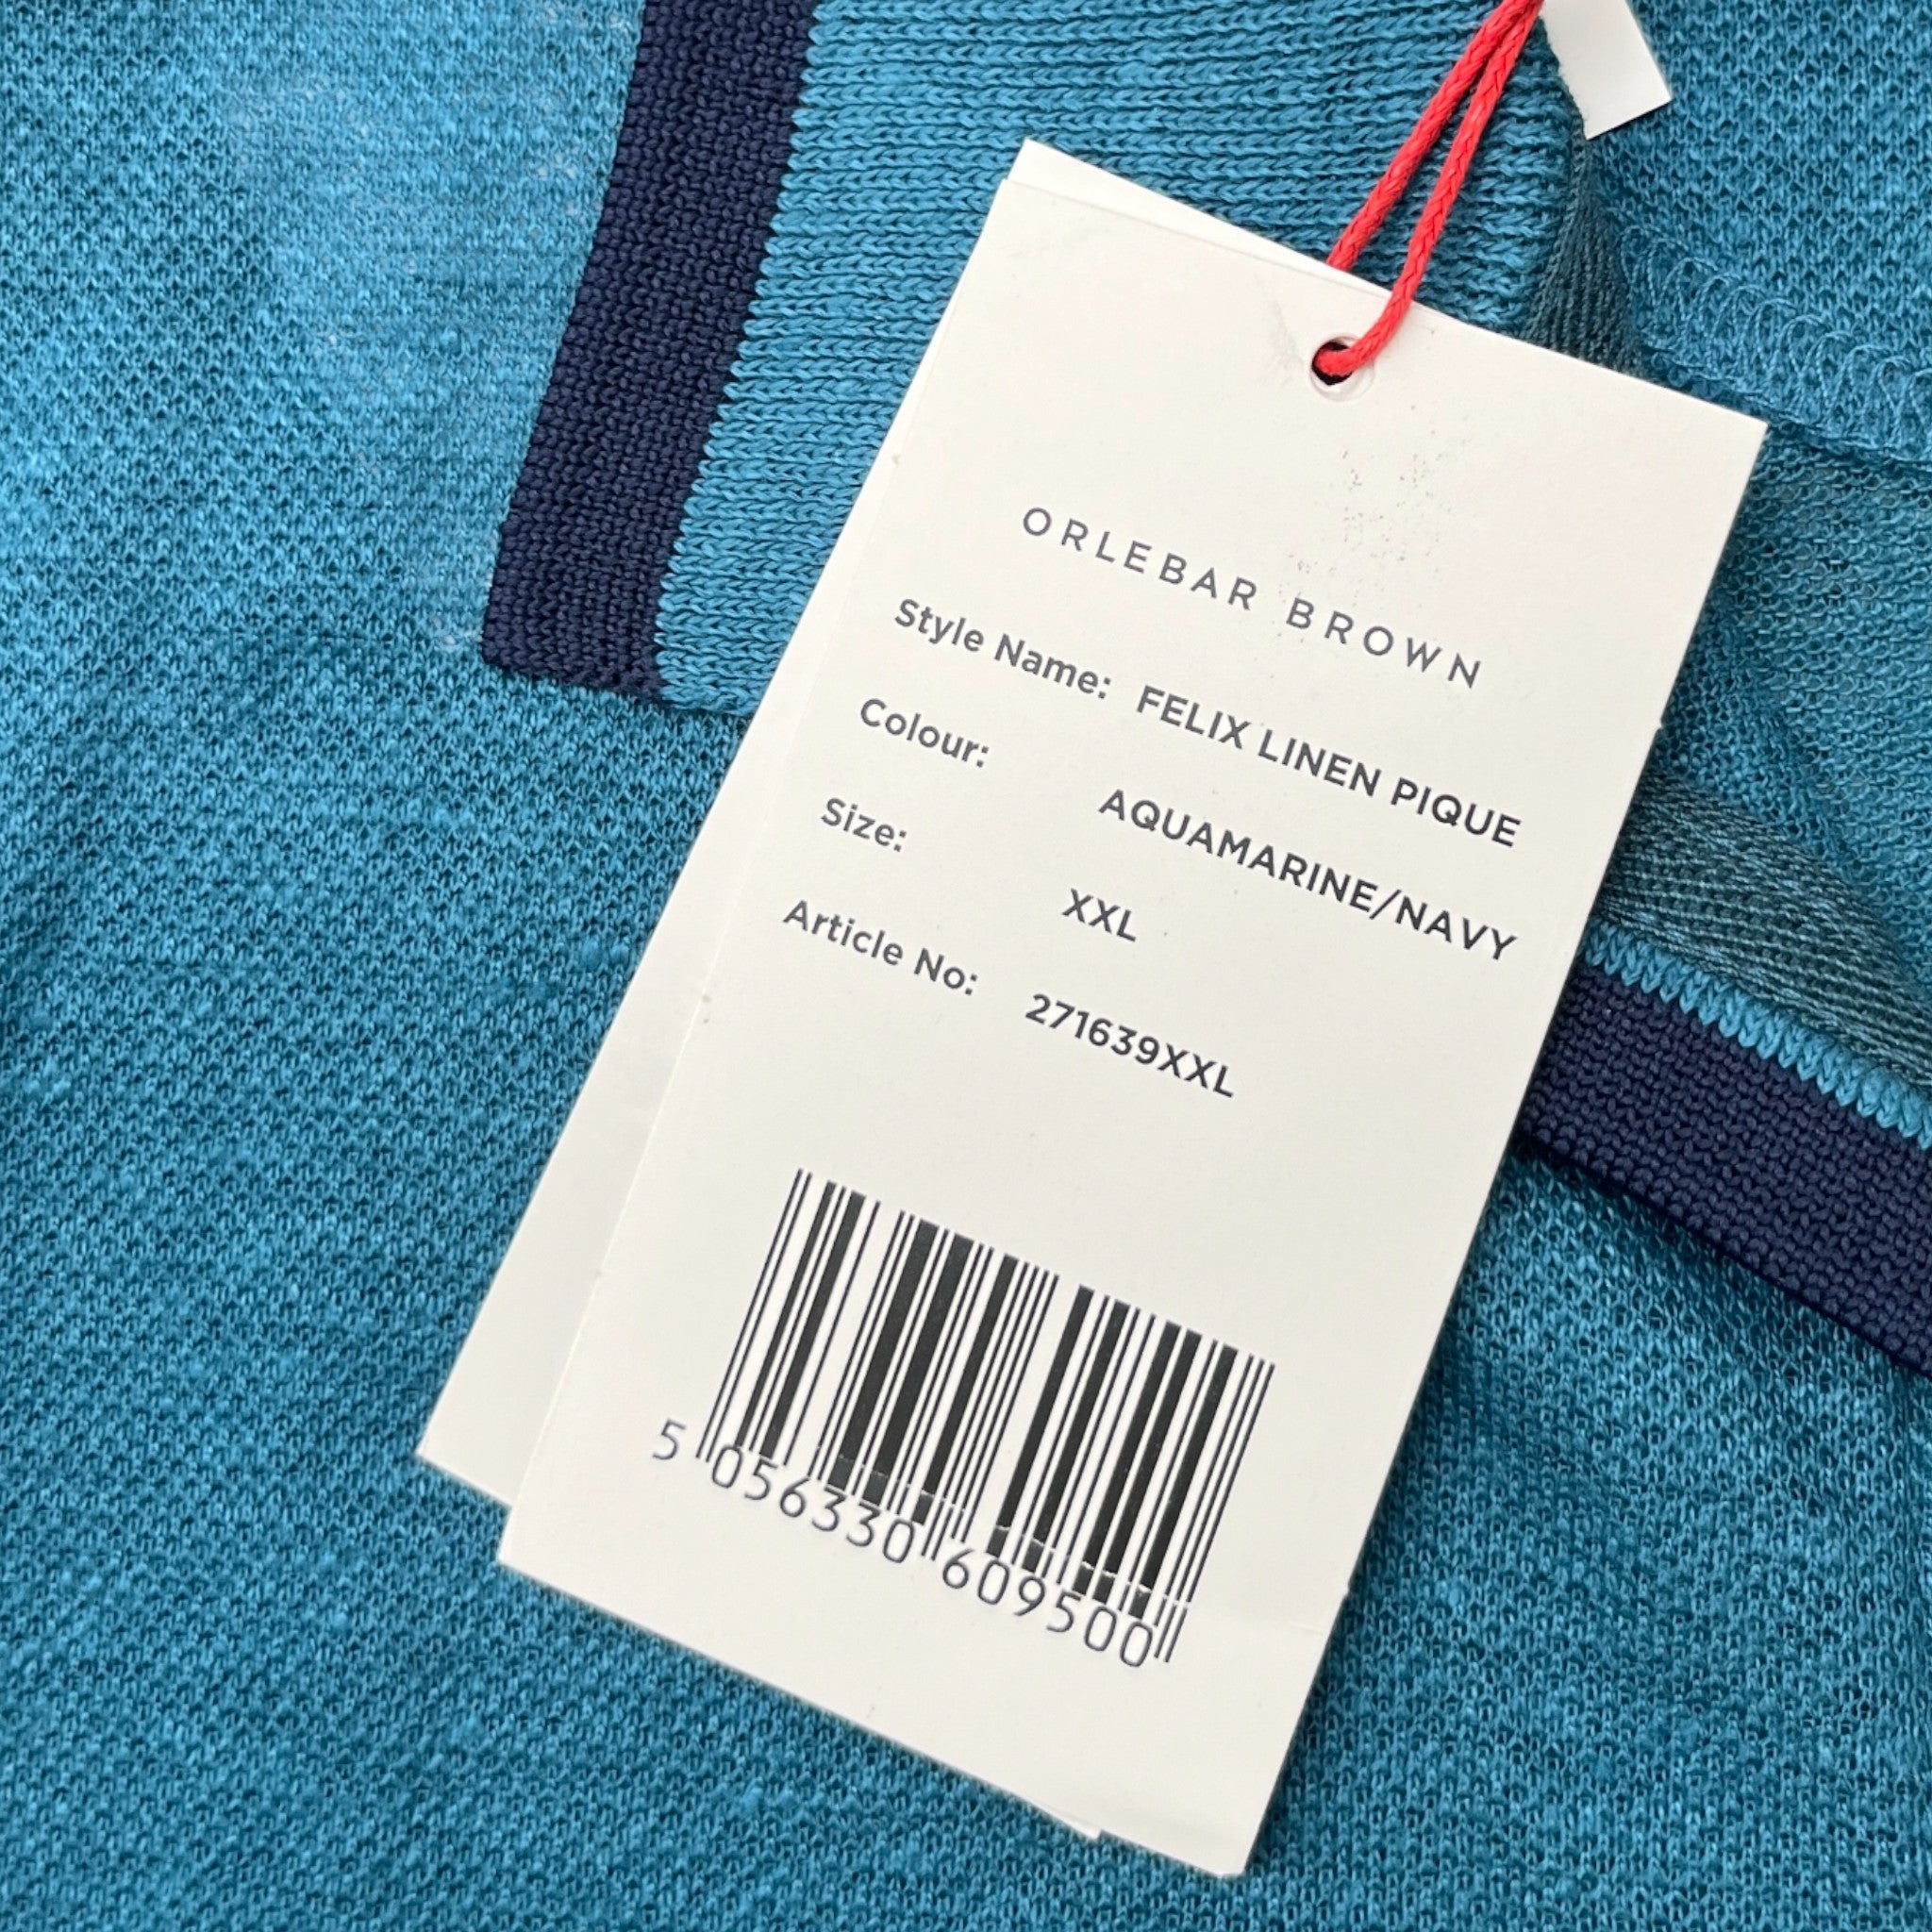 ORLEBAR BROWN
Style Name: FELIX LINEN PIQUE
Colour: AQUAMARINE/NAVY
Size: XXL
Article No: 271639XXL
5 056330 609500